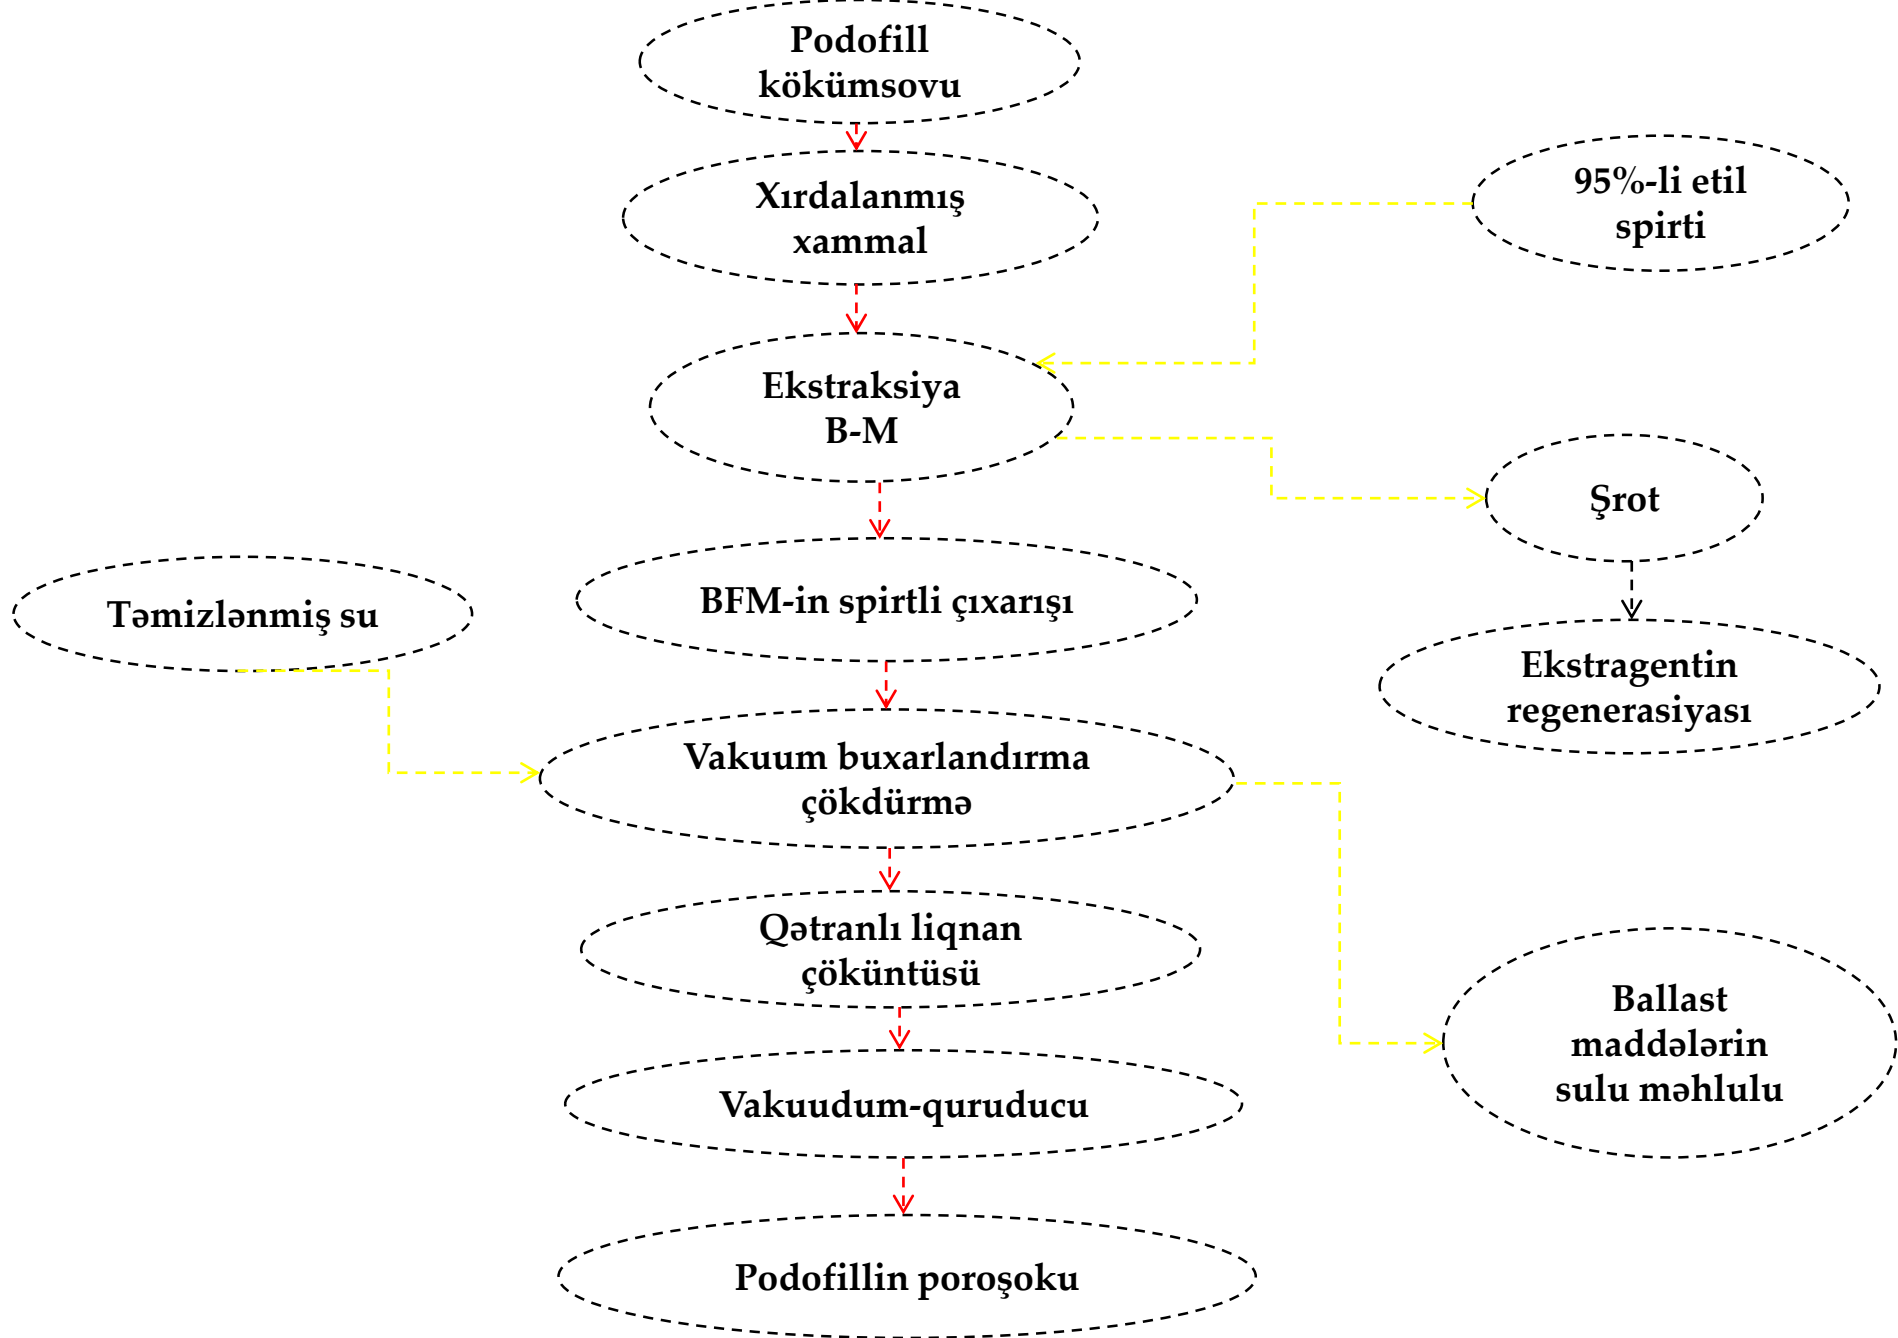 Podofill
kökümsovu
Xırdalanmış
xammal
95%-li etil
spirti
Ekstraksiya
B-M
Şrot
BFM-in spirtli çıxarışı
Təmizlənmiş su
Ekstragentin
regenerasiyası
Vakuum buxarlandırma
çökdürmə
Qətranlı liqnan
çöküntüsü
Ballast
maddələrin
sulu məhlulu
Vakuudum-quruducu
Podofillin poroşoku